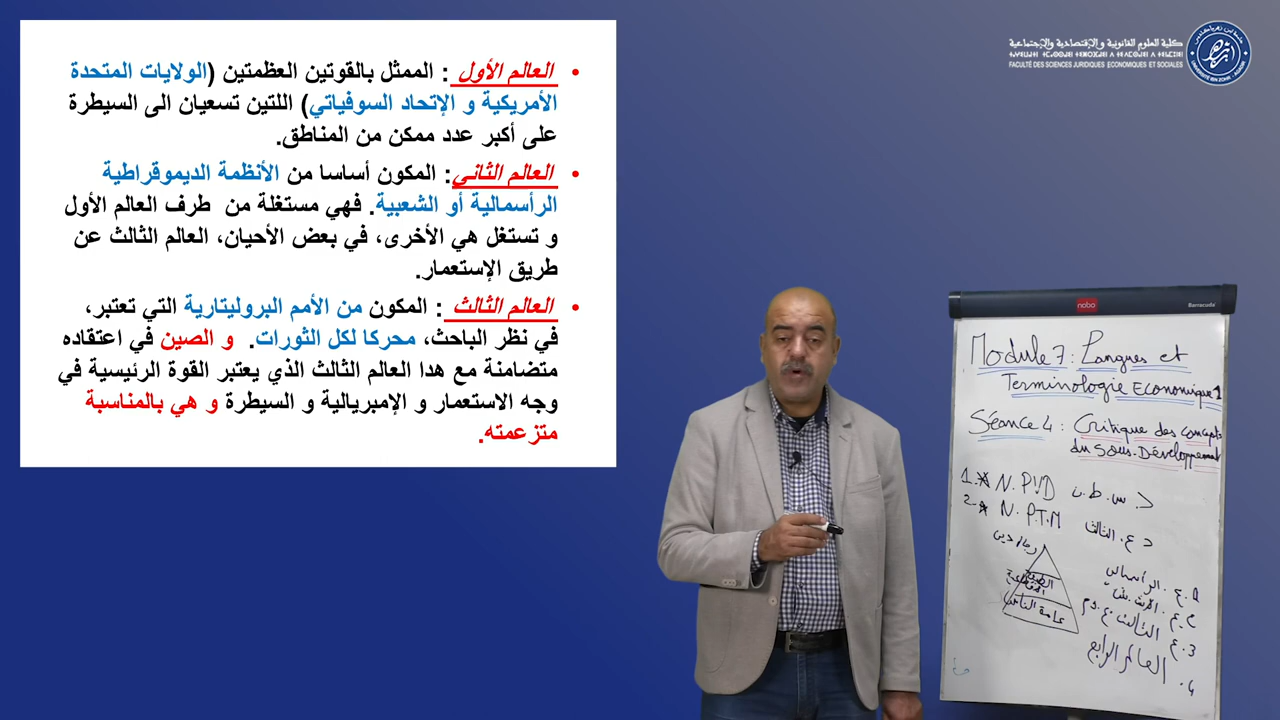 العالم الأول : الممثل بالقوتين العظمتين (الولايات المتحدة
الأمريكية و الإتحاد السوفياتي) اللتين تسعيان الى السيطرة
على أكبر عدد ممكن من المناطق.
العالم الثاني: المكون أساسا من الأنظمة الديموقراطية
الرأسمالية أو الشعبية. فهي مستغلة من طرف العالم الأول
و تستغل هي الأخرى، في بعض الأحيان، العالم الثالث عن
طريق الإستعمار.
العالم الثالث : المكون من الأمم البروليتارية التي تعتبر،
في نظر الباحث، محركا لكل الثورات. و الصين في اعتقاده
متضامنة مع هدا العالم الثالث الذي يعتبر القوة الرئيسية في
وجه الاستعمار و الإمبريالية و السيطرة و هي بالمناسبة
متزعمته.
كلية العلوم القانونية والإقتصادية والإجتماعية
FACULTÉ DES SCIENCES JURIDIQUES ECONOMIQUES ET SOCIALES
nobo
Barracuda
Module 7 : Langues et
Terminologie Economique 1
Séance 4 : Critique des concepts
du Sous-Développement
1.* N. PVD د. س. ط. ن
2.* N. P.T.M د ع. الثالث
عامة الناس
العالم الرابع